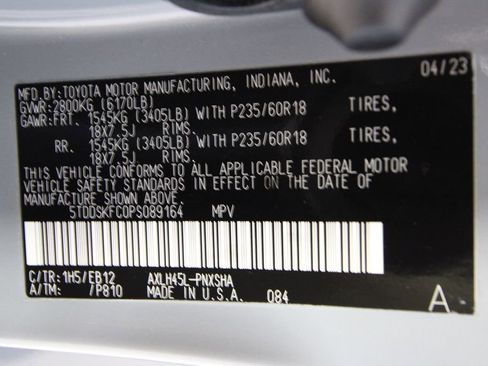 MFD. BY: TOYOTA MOTOR MANUFACTURING, INDIANA, INC. 04/23
GVWR: 2800KG (6170LB)
GAWR: FRT. 1545KG (3405LB) WITH P235/60R18 TIRES,
18X7.5J RIMS.
RR. 1545KG (3405LB) WITH P235/60R18 TIRES,
18X7.5J RIMS.
THIS VEHICLE CONFORMS TO ALL APPLICABLE FEDERAL MOTOR
VEHICLE SAFETY STANDARDS IN EFFECT ON THE DATE OF
MANUFACTURE SHOWN ABOVE.
5TDDSKFC0PS089164 MPV
C/TR: 1H5/EB12 AXLH45L-PNXSHA
A/TM: /P810 MADE IN U.S.A. 084 A